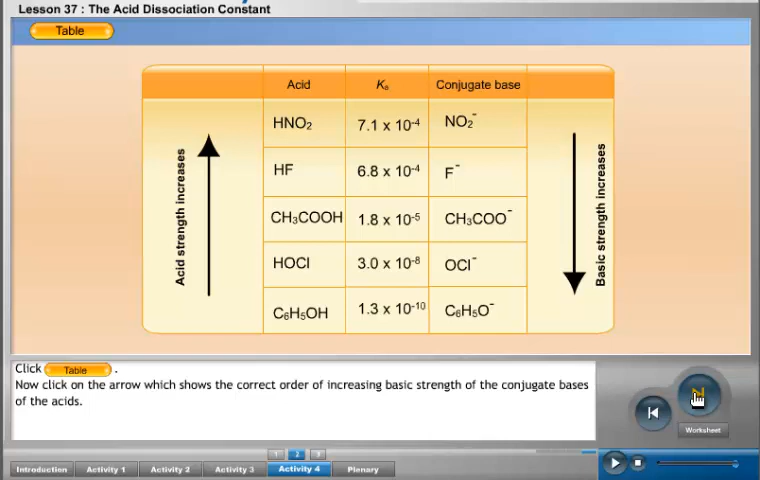 Lesson 37 : The Acid Dissociation Constant
Table
Acid Kₐ Conjugate base
HNO₂ 7.1 x 10⁻⁴ NO₂⁻
HF 6.8 x 10⁻⁴ F⁻
CH₃COOH 1.8 x 10⁻⁵ CH₃COO⁻
HOCl 3.0 x 10⁻⁸ OCl⁻
C₆H₅OH 1.3 x 10⁻¹⁰ C₆H₅O⁻
Acid strength increases
Basic strength increases
Click Table .
Now click on the arrow which shows the correct order of increasing basic strength of the conjugate bases
of the acids.
Worksheet
1 2 3
Introduction Activity 1 Activity 2 Activity 3 Activity 4 Plenary